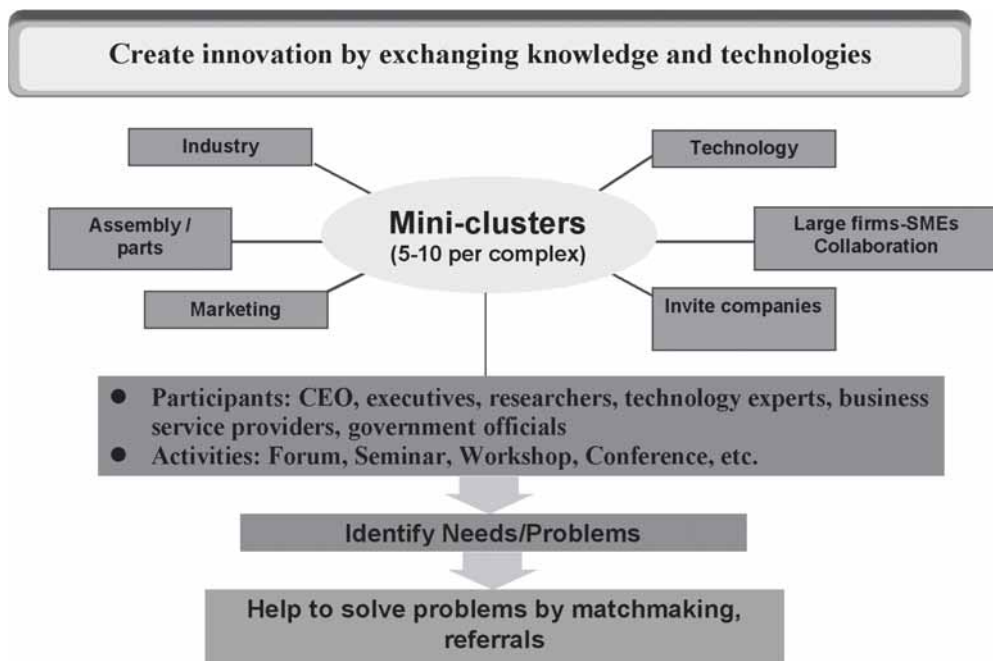 Create innovation by exchanging knowledge and technologies
Industry
Technology
Mini-clusters
(5-10 per complex)
Assembly /
parts
Large firms-SMEs
Collaboration
Marketing
Invite companies
● Participants: CEO, executives, researchers, technology experts, business
service providers, government officials
● Activities: Forum, Seminar, Workshop, Conference, etc.
Identify Needs/Problems
Help to solve problems by matchmaking,
referrals